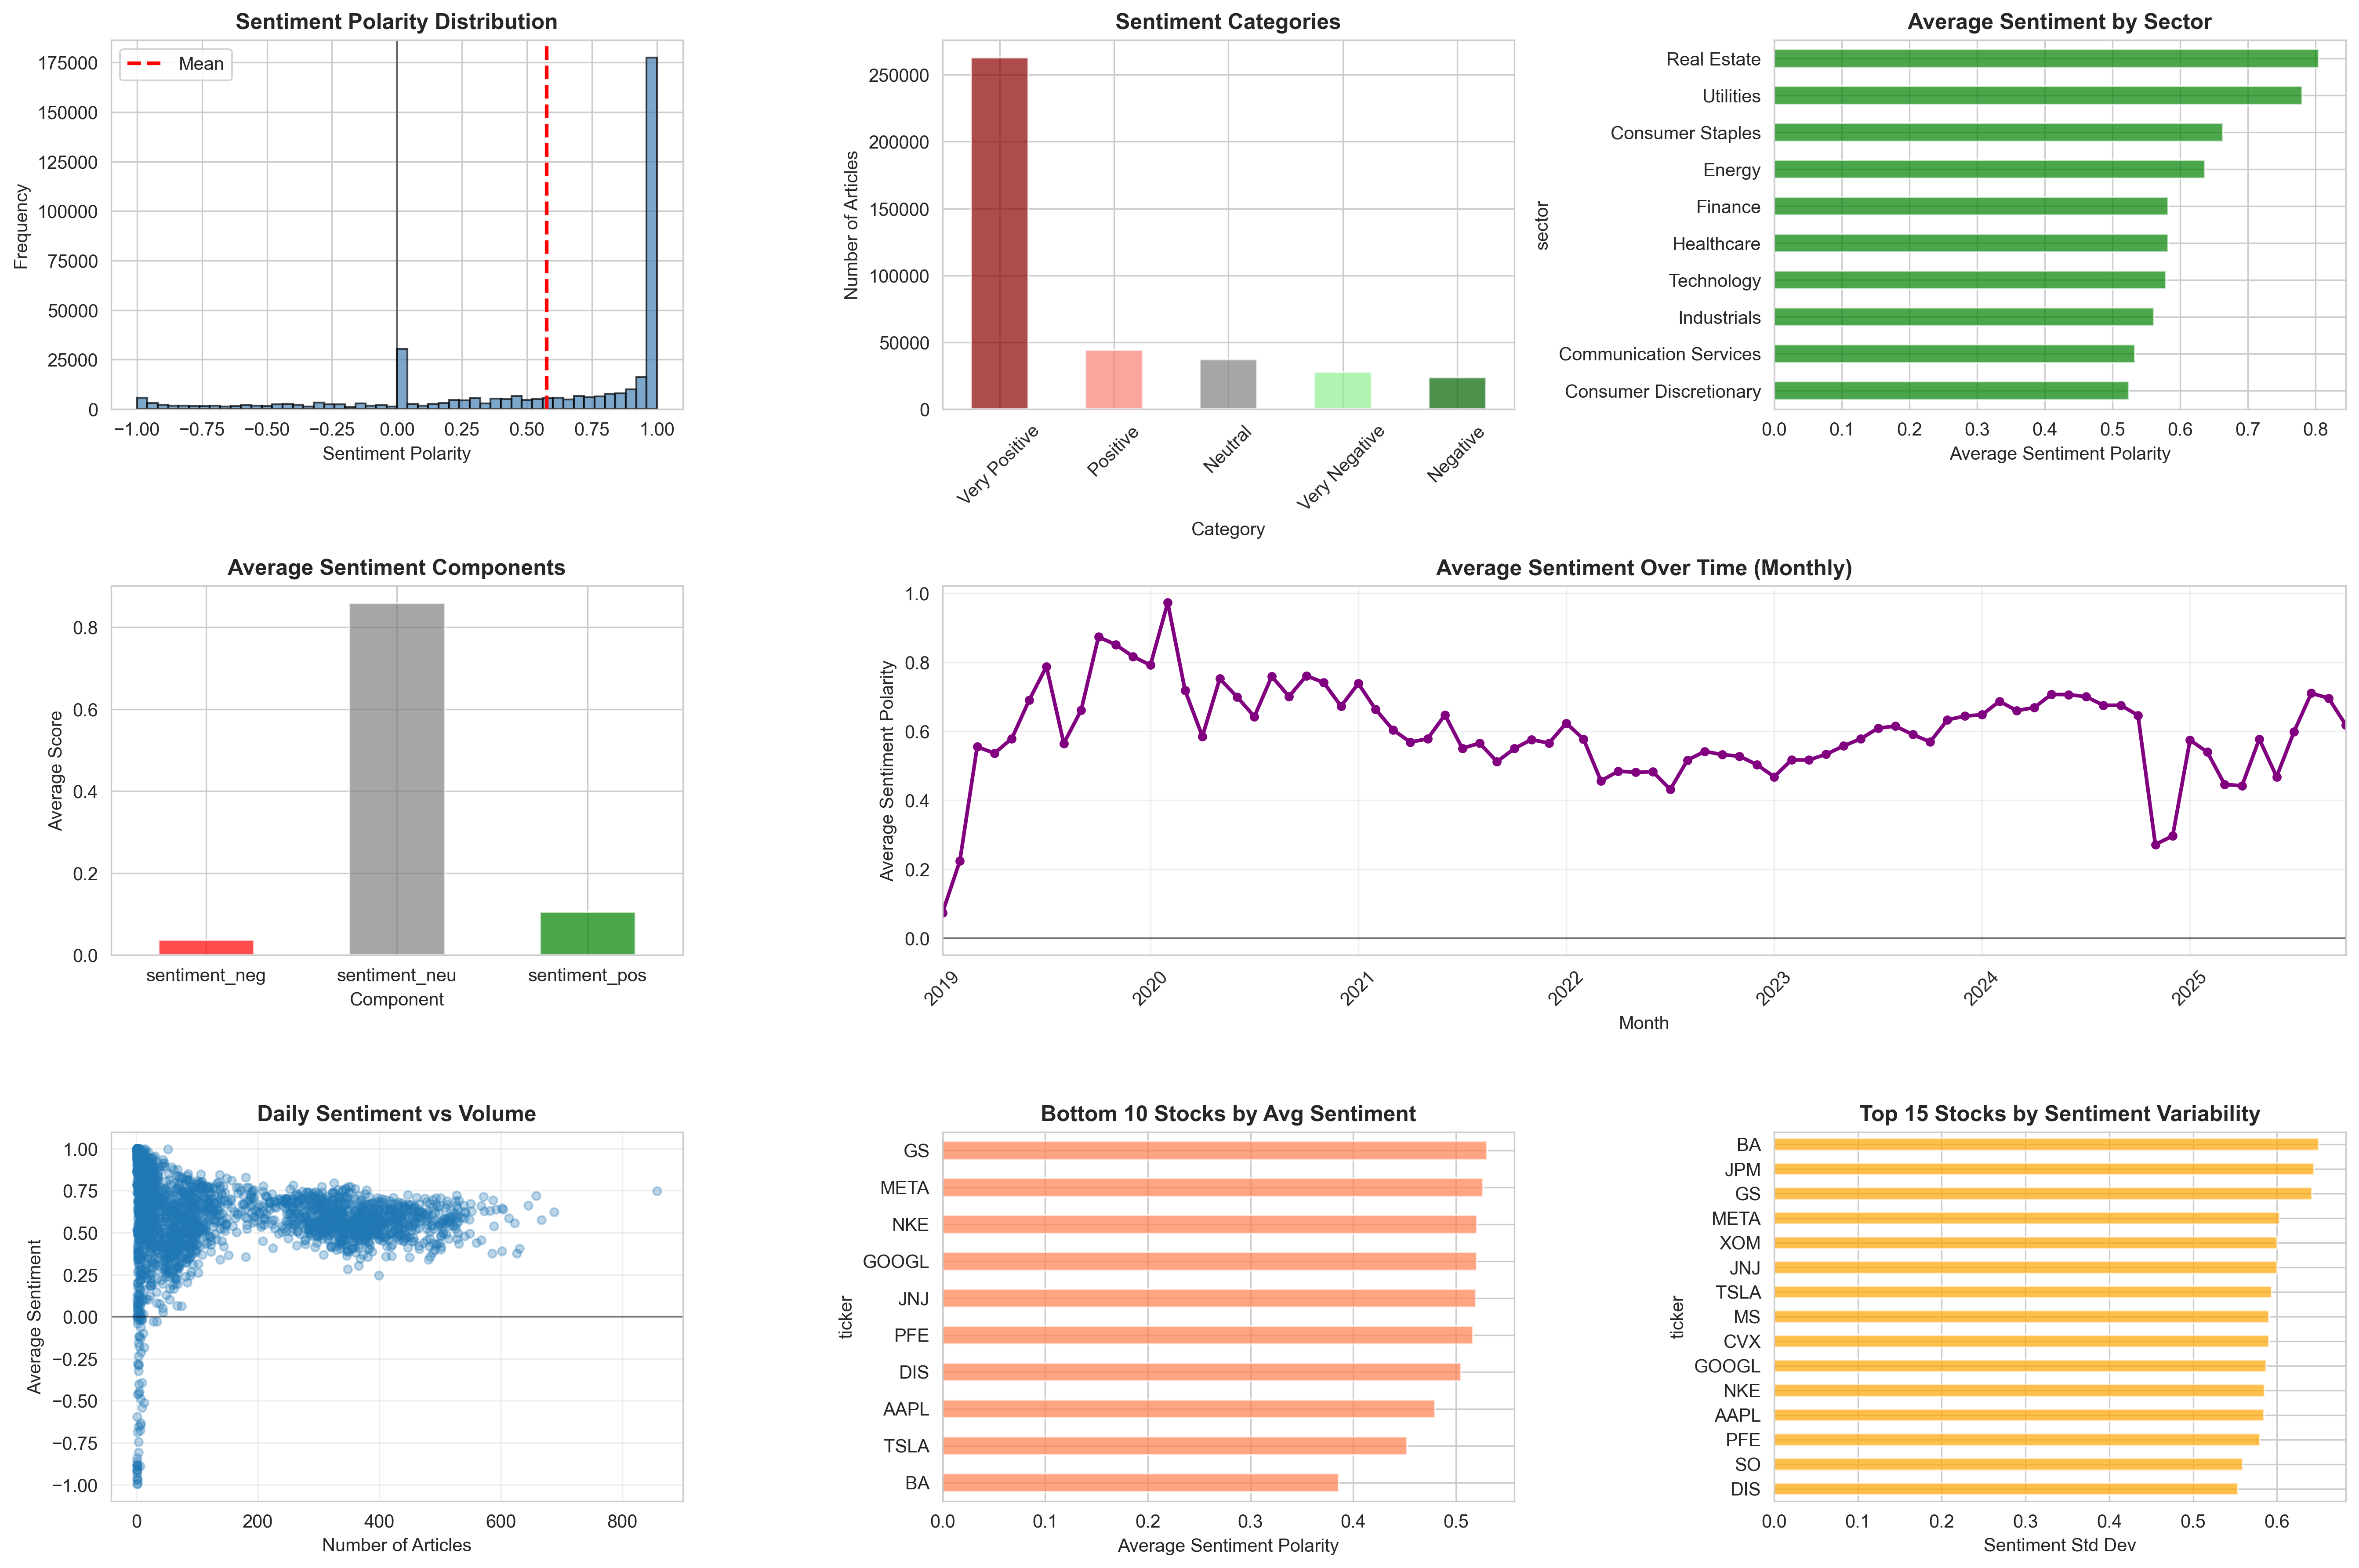 Sentiment Polarity Distribution
Mean
Frequency
175000
150000
125000
100000
75000
50000
25000
0
−1.00 −0.75 −0.50 −0.25 0.00 0.25 0.50 0.75 1.00
Sentiment Polarity
Sentiment Categories
Number of Articles
250000
200000
150000
100000
50000
0
Very Positive Positive Neutral Very Negative Negative
Category
Average Sentiment by Sector
sector
Real Estate
Utilities
Consumer Staples
Energy
Finance
Healthcare
Technology
Industrials
Communication Services
Consumer Discretionary
0.0 0.1 0.2 0.3 0.4 0.5 0.6 0.7 0.8
Average Sentiment Polarity
Average Sentiment Components
Average Score
0.8
0.6
0.4
0.2
0.0
sentiment_neg sentiment_neu sentiment_pos
Component
Average Sentiment Over Time (Monthly)
Average Sentiment Polarity
1.0
0.8
0.6
0.4
0.2
0.0
2019 2020 2021 2022 2023 2024 2025
Month
Daily Sentiment vs Volume
Average Sentiment
1.00
0.75
0.50
0.25
0.00
−0.25
−0.50
−0.75
−1.00
0 200 400 600 800
Number of Articles
Bottom 10 Stocks by Avg Sentiment
ticker
GS
META
NKE
GOOGL
JNJ
PFE
DIS
AAPL
TSLA
BA
0.0 0.1 0.2 0.3 0.4 0.5
Average Sentiment Polarity
Top 15 Stocks by Sentiment Variability
ticker
BA
JPM
GS
META
XOM
JNJ
TSLA
MS
CVX
GOOGL
NKE
AAPL
PFE
SO
DIS
0.0 0.1 0.2 0.3 0.4 0.5 0.6
Sentiment Std Dev